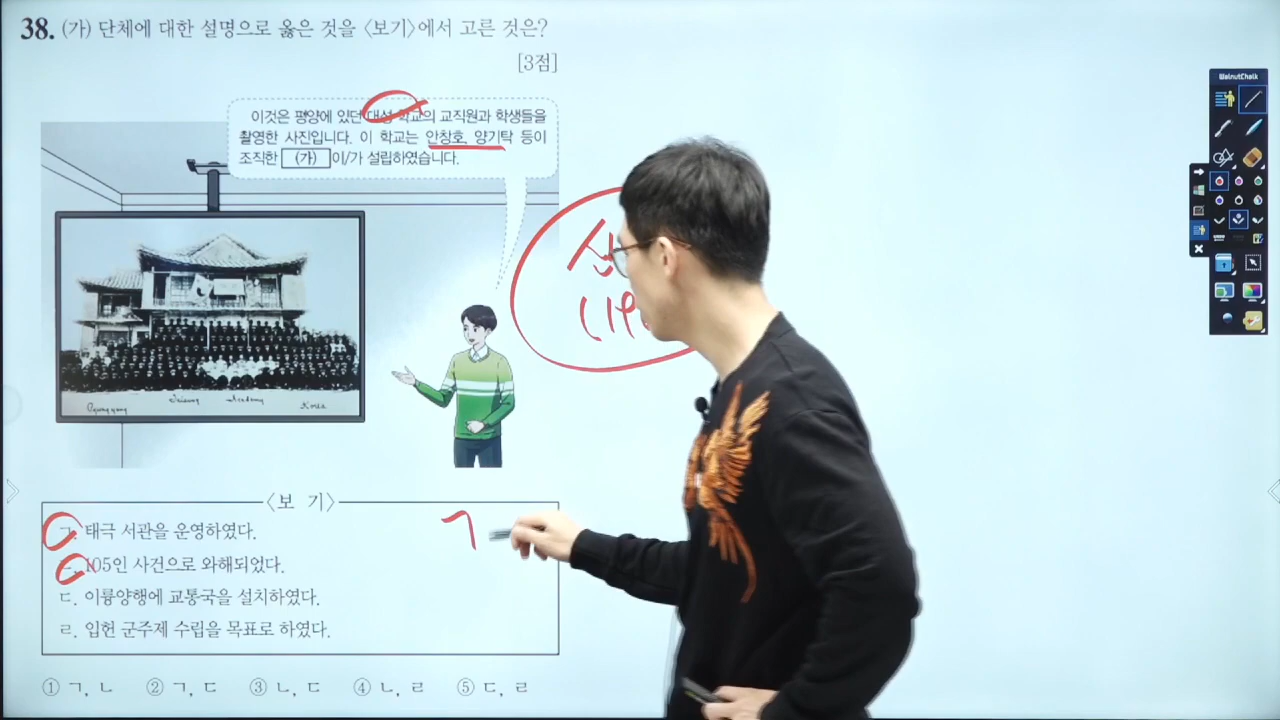 38. (가) 단체에 대한 설명으로 옳은 것을 <보기>에서 고른 것은?
[3점]
이것은 평양에 있던 대성 학교의 교직원과 학생들을
촬영한 사진입니다. 이 학교는 안창호, 양기탁 등이
조직한 (가) 이/가 설립하였습니다.
WalnutChalk
Pyeng yang Taisung Academy Korea
<보 기>
ㄱ. 태극 서관을 운영하였다.
ㄱ
ㄴ. 105인 사건으로 와해되었다.
ㄷ. 이륭양행에 교통국을 설치하였다.
ㄹ. 입헌 군주제 수립을 목표로 하였다.
① ㄱ, ㄴ ② ㄱ, ㄷ ③ ㄴ, ㄷ ④ ㄴ, ㄹ ⑤ ㄷ, ㄹ